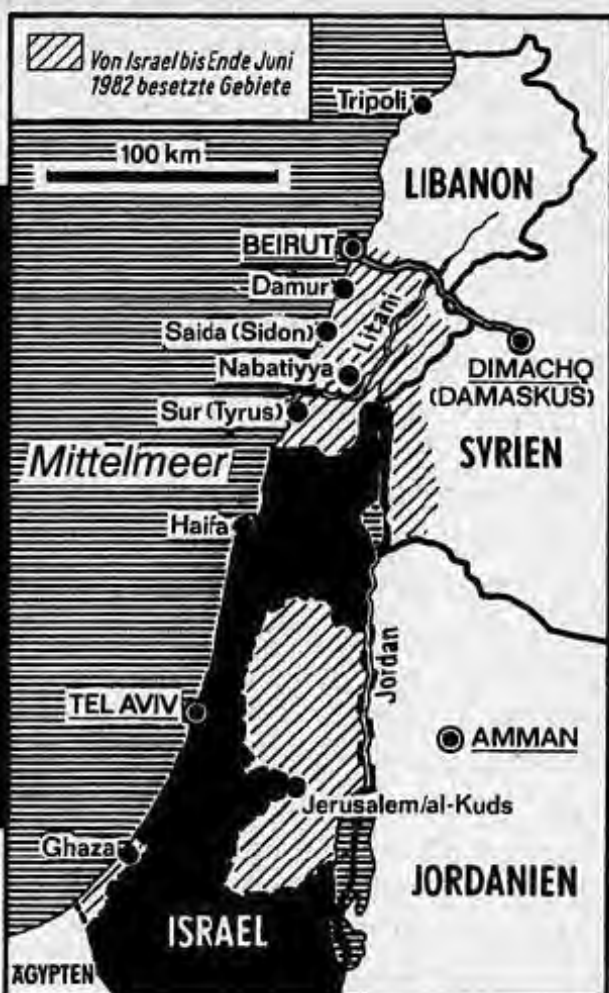 Von Israel bis Ende Juni
1982 besetzte Gebiete
100 km
Tripoli
LIBANON
BEIRUT
Damur
Litani
Saida (Sidon)
Nabatiyya
DIMACHQ
(DAMASKUS)
Sur (Tyrus)
SYRIEN
Mittelmeer
Haifa
Jordan
TEL AVIV
AMMAN
Jerusalem/al-Kuds
Ghaza
JORDANIEN
ISRAEL
ÄGYPTEN